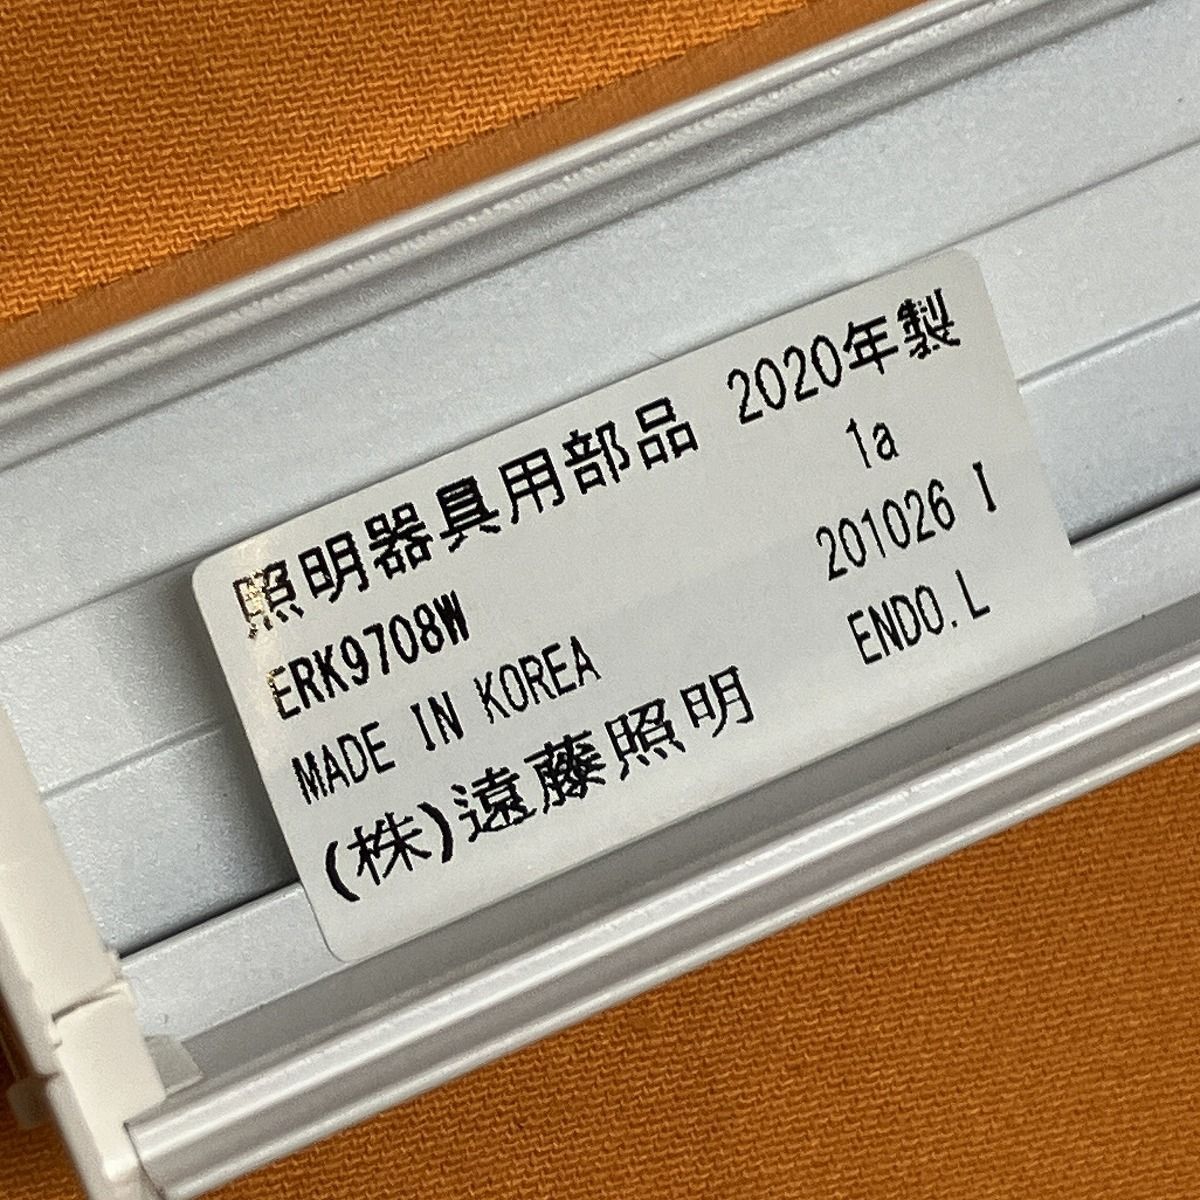 照明器具用部品 2020年製
ERK9708W 1a
MADE IN KOREA 201026 I
(株)遠藤照明 ENDO.L